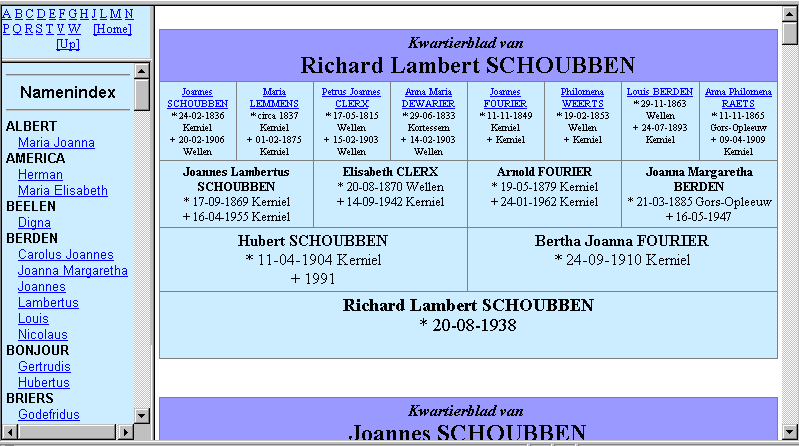 A B C D E F G H J L M N
P Q R S T V W [Home]
[Up]
Namenindex
ALBERT
Maria Joanna
AMERICA
Herman
Maria Elisabeth
BEELEN
Digna
BERDEN
Carolus Joannes
Joanna Margaretha
Joannes
Lambertus
Louis
Nicolaus
BONJOUR
Gertrudis
Hubertus
BRIERS
Godefridus
Kwartierblad van
Richard Lambert SCHOUBBEN
Joannes
SCHOUBBEN
* 24-02-1836
Kerniel
+ 20-02-1906
Wellen
Maria
LEMMENS
* circa 1837
Kerniel
+ 01-02-1875
Kerniel
Petrus Joannes
CLERX
* 17-05-1815
Wellen
+ 15-02-1903
Wellen
Anna Maria
DEWARIER
* 29-06-1833
Kortessem
+ 14-02-1903
Wellen
Joannes
FOURIER
* 11-11-1849
Kerniel
+ Kerniel
Philomena
WEERTS
* 19-02-1853
Wellen
+ Kerniel
Louis BERDEN
* 29-11-1863
Wellen
+ 24-07-1893
Kerniel
Anna Philomena
RAETS
* 11-11-1865
Gors-Opleeuw
+ 09-04-1909
Kerniel
Joannes Lambertus
SCHOUBBEN
* 17-09-1869 Kerniel
+ 16-04-1955 Kerniel
Elisabeth CLERX
* 20-08-1870 Wellen
+ 14-09-1942 Kerniel
Arnold FOURIER
* 19-05-1879 Kerniel
+ 24-01-1962 Kerniel
Joanna Margaretha
BERDEN
* 21-03-1885 Gors-Opleeuw
+ 16-05-1947
Hubert SCHOUBBEN
* 11-04-1904 Kerniel
+ 1991
Bertha Joanna FOURIER
* 24-09-1910 Kerniel
Richard Lambert SCHOUBBEN
* 20-08-1938
Kwartierblad van
Joannes SCHOUBBEN